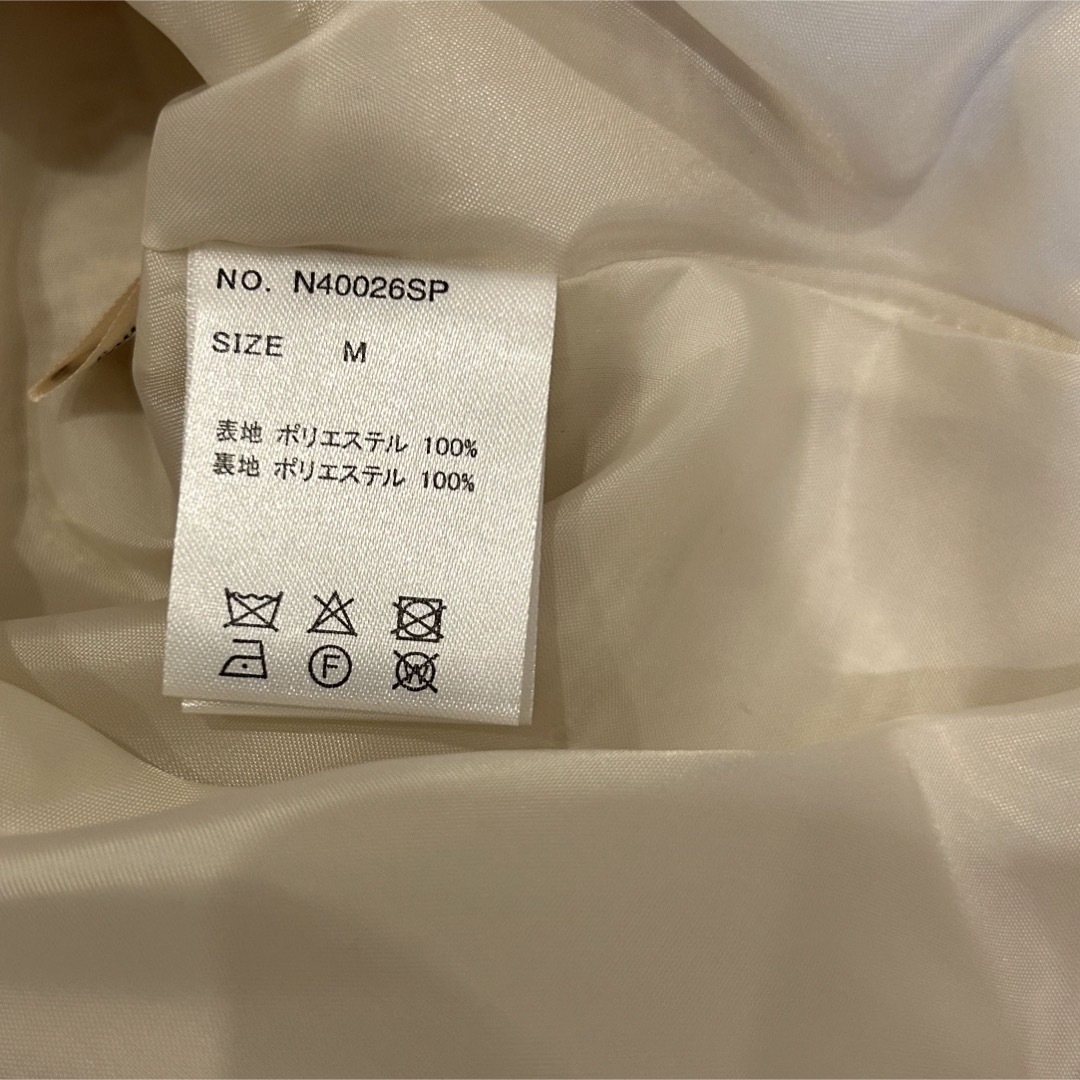 NO. N40026SP
SIZE M
表地 ポリエステル 100%
裏地 ポリエステル 100%
F W